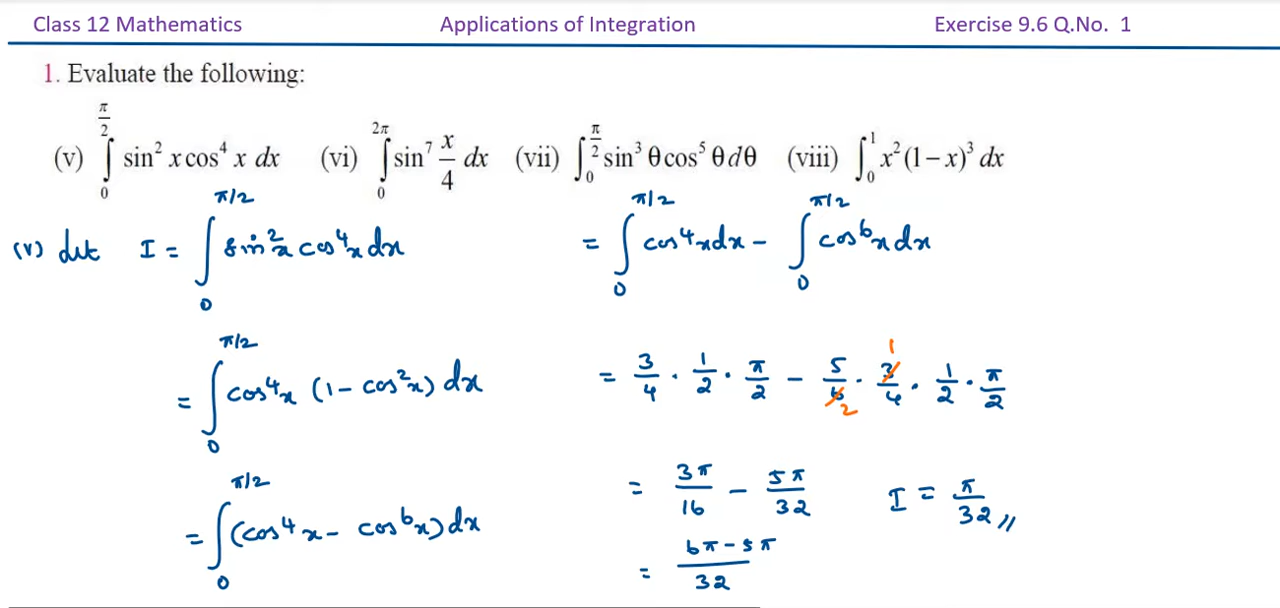 Class 12 Mathematics Applications of Integration Exercise 9.6 Q.No. 1
1. Evaluate the following:
(v) ∫₀^{π/2} sin² x cos⁴ x dx (vi) ∫₀^{2π} sin⁷ x/4 dx (vii) ∫₀^{π/2} sin³ θ cos⁵ θ dθ (viii) ∫₀¹ x² (1 − x)³ dx
(v) Let I = ∫₀^{π/2} sin²x cos⁴x dx
= ∫₀^{π/2} cos⁴x (1 − cos²x) dx
= ∫₀^{π/2} (cos⁴x − cos⁶x) dx
= ∫₀^{π/2} cos⁴x dx − ∫₀^{π/2} cos⁶x dx
= 3/4 · 1/2 · π/2 − 5/6 2 · 3/4 1 · 1/2 · π/2
= 3π/16 − 5π/32
= (6π − 5π)/32
I = π/32 //